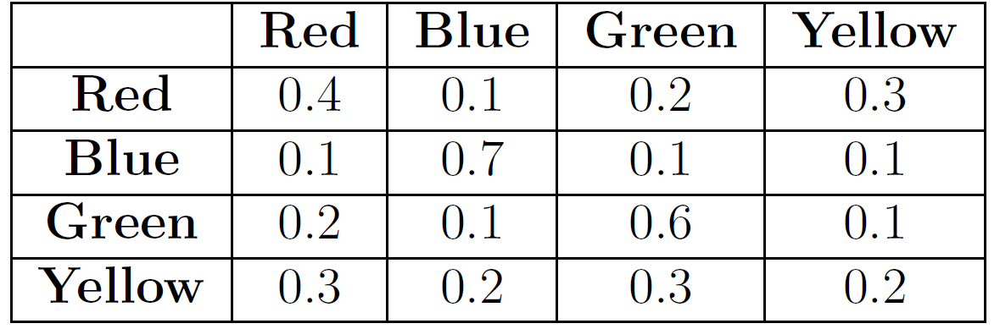 Red Blue Green Yellow
Red 0.4 0.1 0.2 0.3
Blue 0.1 0.7 0.1 0.1
Green 0.2 0.1 0.6 0.1
Yellow 0.3 0.2 0.3 0.2